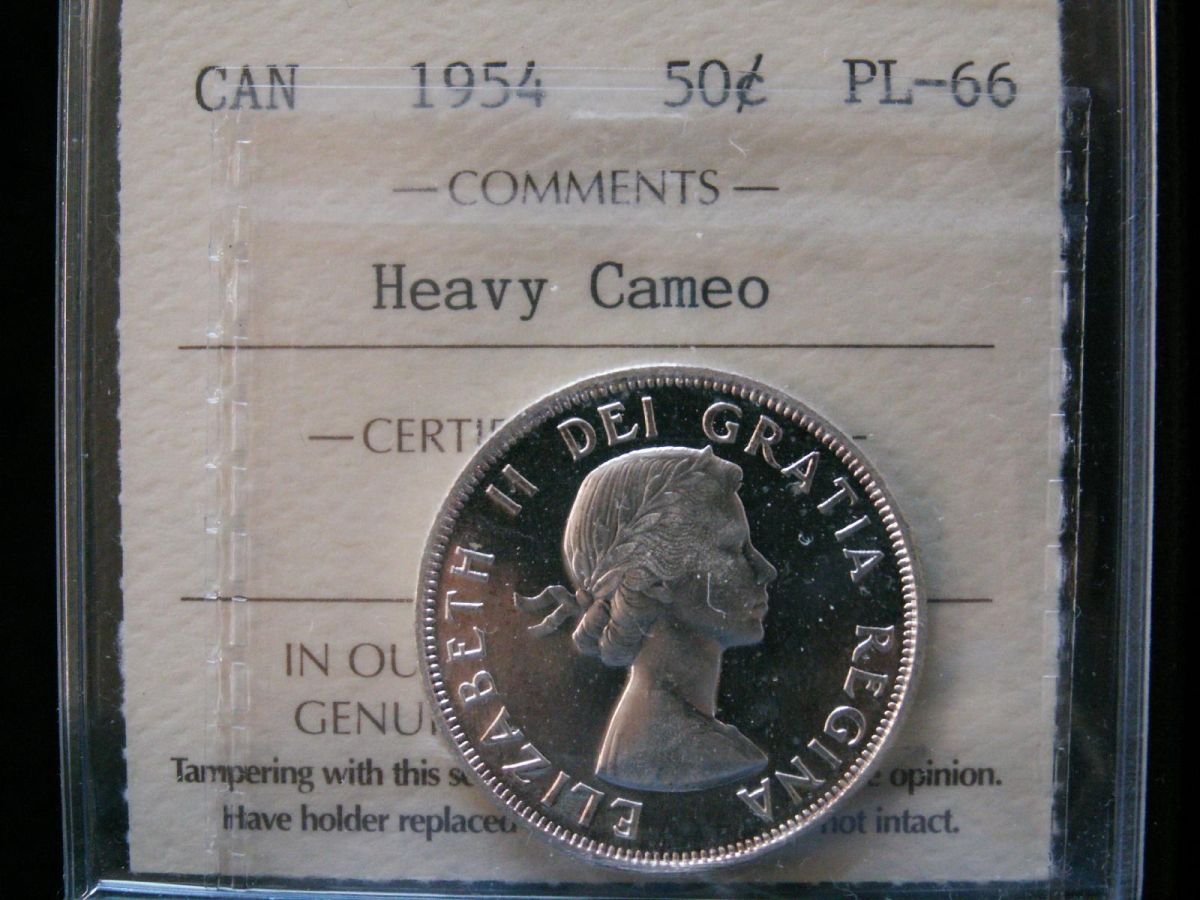 CAN 1954 50¢ PL-66
— COMMENTS —
Heavy Cameo
— CERTI
IN OU
GENU
Tampering with this se opinion.
Have holder replaced not intact.
ELIZABETH II DEI GRATIA REGINA